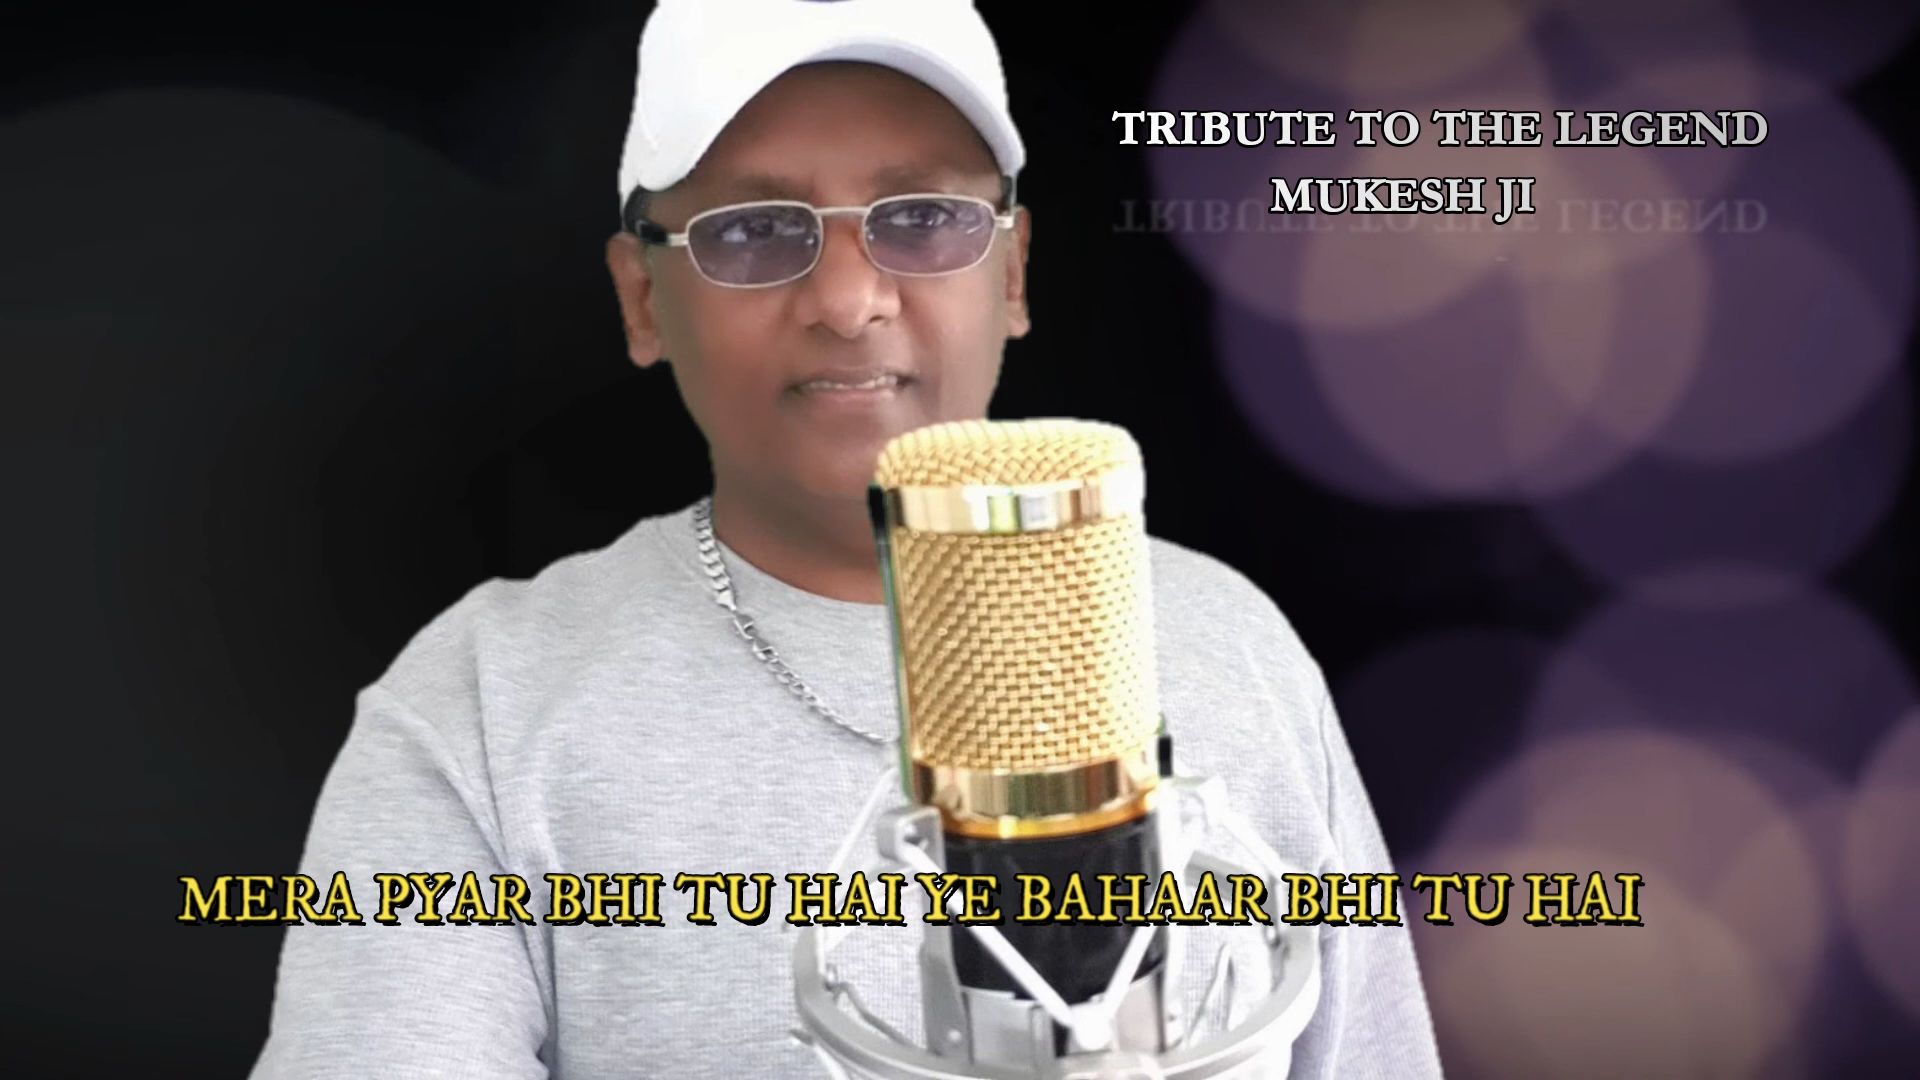 TRIBUTE TO THE LEGEND
MUKESH JI
MERA PYAR BHI TU HAI YE BAHAAR BHI TU HAI